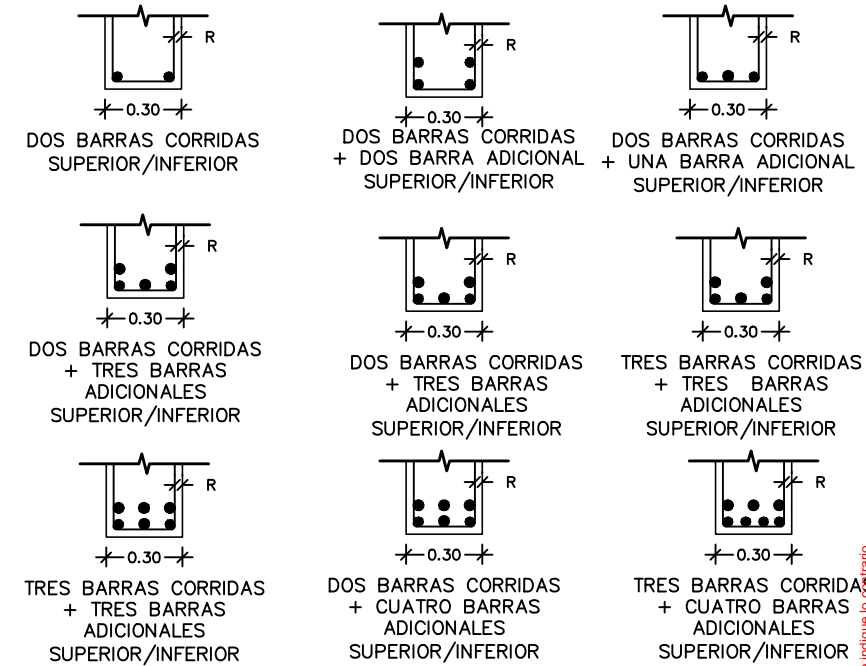 R
0.30
DOS BARRAS CORRIDAS
SUPERIOR/INFERIOR
R
0.30
DOS BARRAS CORRIDAS
+ DOS BARRA ADICIONAL
SUPERIOR/INFERIOR
R
0.30
DOS BARRAS CORRIDAS
+ UNA BARRA ADICIONAL
SUPERIOR/INFERIOR
R
0.30
DOS BARRAS CORRIDAS
+ TRES BARRAS
ADICIONALES
SUPERIOR/INFERIOR
R
0.30
DOS BARRAS CORRIDAS
+ TRES BARRAS
ADICIONALES
SUPERIOR/INFERIOR
R
0.30
TRES BARRAS CORRIDAS
+ TRES BARRAS
ADICIONALES
SUPERIOR/INFERIOR
R
0.30
TRES BARRAS CORRIDAS
+ TRES BARRAS
ADICIONALES
SUPERIOR/INFERIOR
R
0.30
DOS BARRAS CORRIDAS
+ CUATRO BARRAS
ADICIONALES
SUPERIOR/INFERIOR
R
0.30
TRES BARRAS CORRIDAS
+ CUATRO BARRAS
ADICIONALES
SUPERIOR/INFERIOR
indique lo contrario